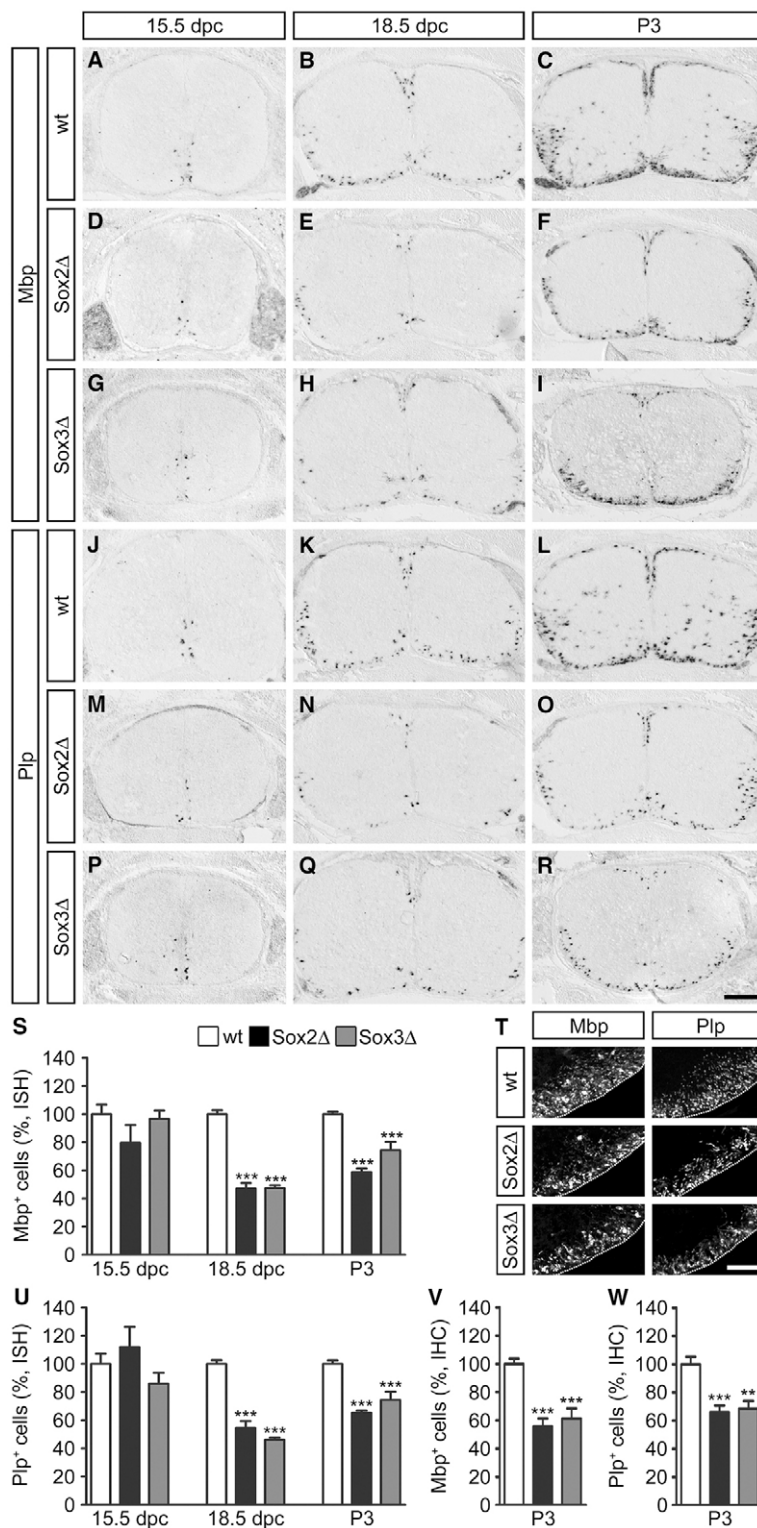 15.5 dpc 18.5 dpc P3
A B C
wt
D E F
Mbp
Sox2Δ
G H I
Sox3Δ
J K L
wt
M N O
Plp
Sox2Δ
P Q R
Sox3Δ
S
wt Sox2Δ Sox3Δ
Mbp⁺ cells (%, ISH)
140
120
100
80
60
40
20
0
*** *** *** ***
15.5 dpc 18.5 dpc P3
T
Mbp Plp
wt
Sox2Δ
Sox3Δ
U
Plp⁺ cells (%, ISH)
140
120
100
80
60
40
20
0
*** *** *** ***
15.5 dpc 18.5 dpc P3
V
Mbp⁺ cells (%, IHC)
140
120
100
80
60
40
20
0
*** ***
P3
W
Plp⁺ cells (%, IHC)
140
120
100
80
60
40
20
0
*** **
P3